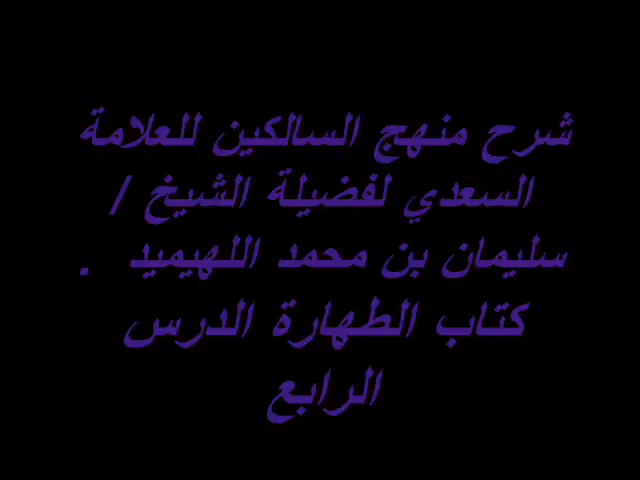 شرح منهج السالكين للعلامة
السعدي لفضيلة الشيخ /
سليمان بن محمد اللهيميد .
كتاب الطهارة الدرس
الرابع